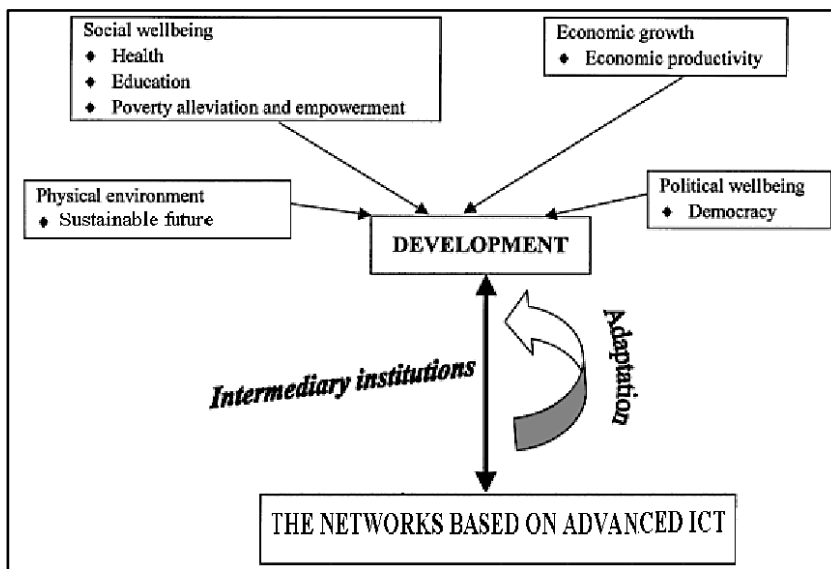 Social wellbeing
♦ Health
♦ Education
♦ Poverty alleviation and empowerment
Economic growth
♦ Economic productivity
Physical environment
♦ Sustainable future
Political wellbeing
♦ Democracy
DEVELOPMENT
Intermediary institutions
Adaptation
THE NETWORKS BASED ON ADVANCED ICT